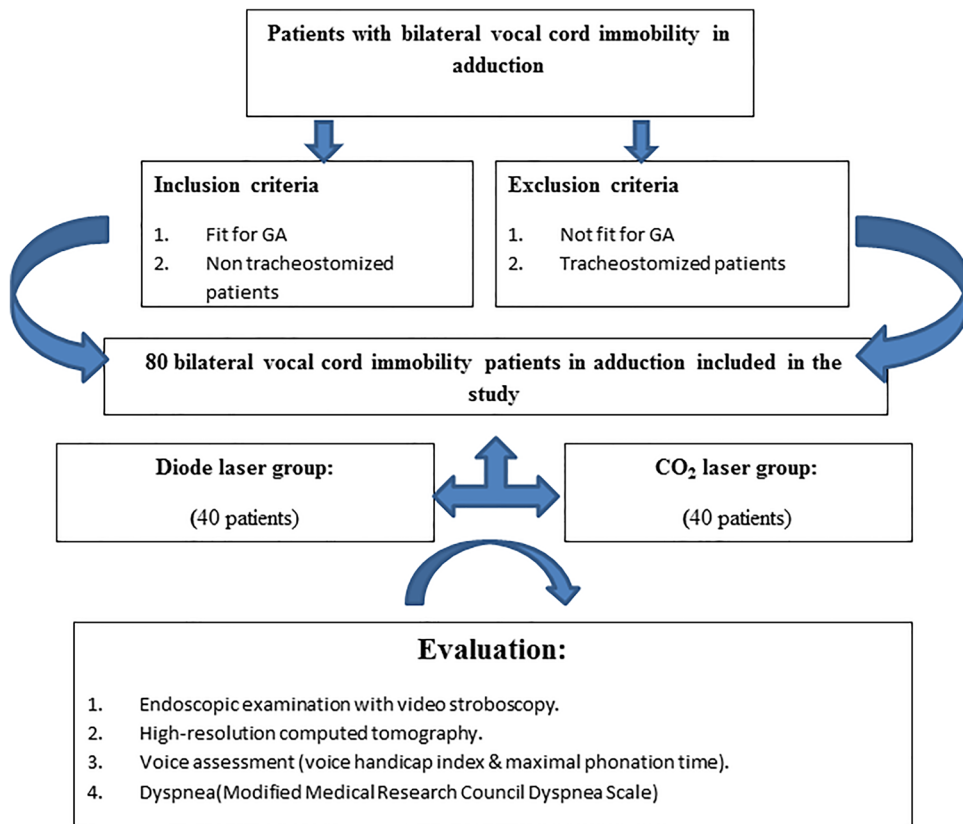 Patients with bilateral vocal cord immobility in
adduction
Inclusion criteria
1. Fit for GA
2. Non tracheostomized
patients
Exclusion criteria
1. Not fit for GA
2. Tracheostomized patients
80 bilateral vocal cord immobility patients in adduction included in the
study
Diode laser group:
(40 patients)
CO₂ laser group:
(40 patients)
Evaluation:
1. Endoscopic examination with video stroboscopy.
2. High-resolution computed tomography.
3. Voice assessment (voice handicap index & maximal phonation time).
4. Dyspnea(Modified Medical Research Council Dyspnea Scale)